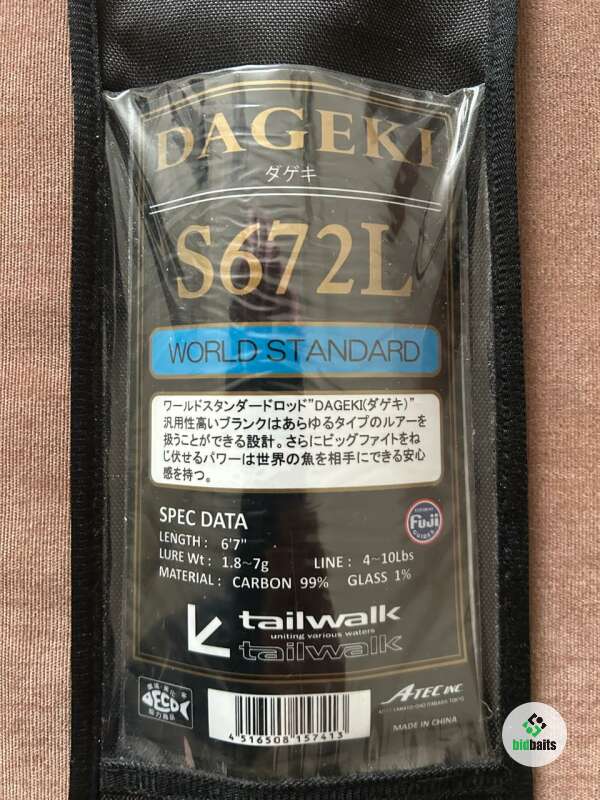 DAGEKI
ダゲキ
S672L
WORLD STANDARD
ワールドスタンダードロッド"DAGEKI(ダゲキ)"
汎用性高いブランクはあらゆるタイプのルアーを
扱うことができる設計。さらにビッグファイトをね
じ伏せるパワーは世界の魚を相手にできる安心
感を持つ。
SPEC DATA
LENGTH : 6'7"
LURE Wt : 1.8~7g LINE : 4~10Lbs
MATERIAL : CARBON 99% GLASS 1%
Fuji
GUIDES
tailwalk
uniting various waters
tailwalk
ECO
協力商品
4516508157413
A-TEC INC
MADE IN CHINA
bidbaits